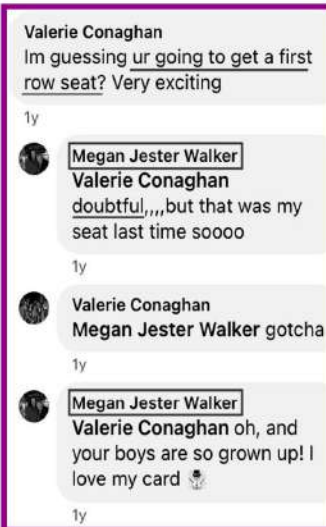 Valerie Conaghan
Im guessing ur going to get a first
row seat? Very exciting
1y
Megan Jester Walker
Valerie Conaghan
doubtful,,,,but that was my
seat last time soooo
1y
Valerie Conaghan
Megan Jester Walker gotcha
1y
Megan Jester Walker
Valerie Conaghan oh, and
your boys are so grown up! I
love my card ☃️
1y